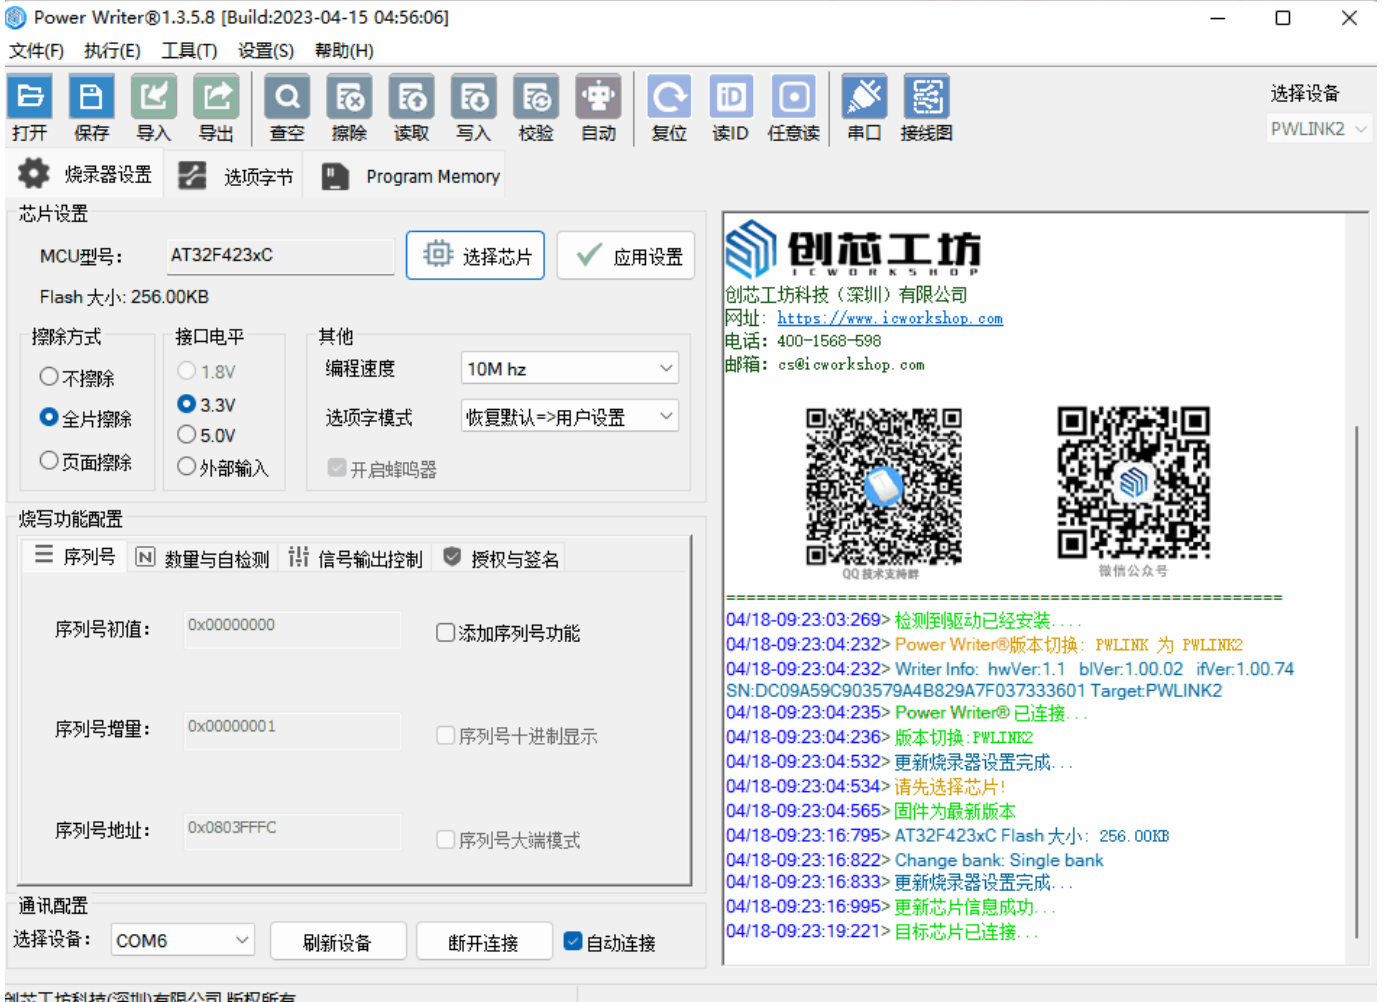 Power Writer®1.3.5.8 [Build:2023-04-15 04:56:06]
文件(F) 执行(E) 工具(T) 设置(S) 帮助(H)
打开 保存 导入 导出 查空 擦除 读取 写入 校验 自动 复位 读ID 任意读 串口 接线图
选择设备
PWLINK2
烧录器设置 选项字节 Program Memory
芯片设置
MCU型号: AT32F423xC 选择芯片 应用设置
Flash 大小: 256.00KB
擦除方式
不擦除
全片擦除
页面擦除
接口电平
1.8V
3.3V
5.0V
外部输入
其他
编程速度 10M hz
选项字模式 恢复默认=>用户设置
开启蜂鸣器
烧写功能配置
序列号 数量与自检测 信号输出控制 授权与签名
序列号初值: 0x00000000 添加序列号功能
序列号增量: 0x00000001 序列号十进制显示
序列号地址: 0x0803FFFC 序列号大端模式
通讯配置
选择设备: COM6 刷新设备 断开连接 自动连接
创芯工坊
ICWORKSHOP
创芯工坊科技（深圳）有限公司
网址: https://www.icworkshop.com
电话: 400-1568-598
邮箱: cs@icworkshop.com
QQ 技术支持群 微信公众号
=======================================================
04/18-09:23:03:269> 检测到驱动已经安装....
04/18-09:23:04:232> Power Writer®版本切换: PWLINK 为 PWLINK2
04/18-09:23:04:232> Writer Info: hwVer:1.1 blVer:1.00.02 ifVer:1.00.74
SN:DC09A59C903579A4B829A7F037333601 Target:PWLINK2
04/18-09:23:04:235> Power Writer® 已连接...
04/18-09:23:04:236> 版本切换:PWLINK2
04/18-09:23:04:532> 更新烧录器设置完成...
04/18-09:23:04:534> 请先选择芯片!
04/18-09:23:04:565> 固件为最新版本
04/18-09:23:16:795> AT32F423xC Flash 大小: 256.00KB
04/18-09:23:16:822> Change bank: Single bank
04/18-09:23:16:833> 更新烧录器设置完成...
04/18-09:23:16:995> 更新芯片信息成功...
04/18-09:23:19:221> 目标芯片已连接...
创芯工坊科技(深圳)有限公司 版权所有